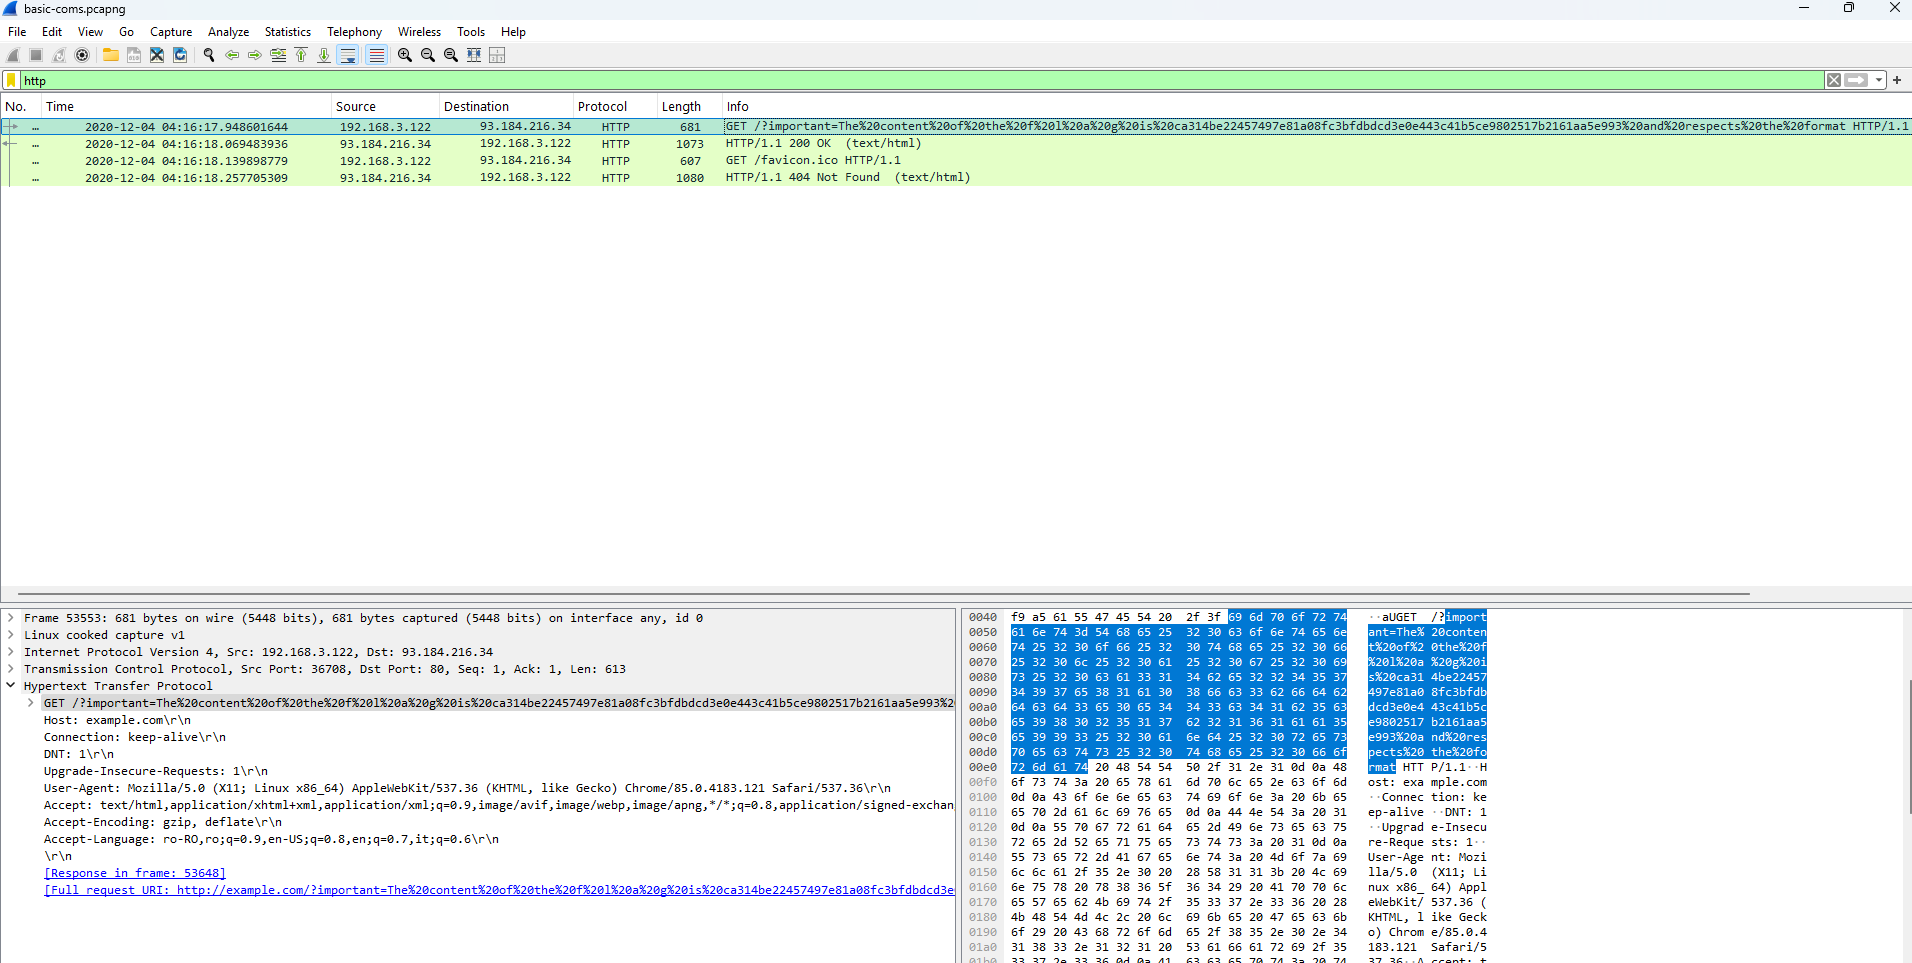 basic-coms.pcapng
File Edit View Go Capture Analyze Statistics Telephony Wireless Tools Help
http
No. Time Source Destination Protocol Length Info
… 2020-12-04 04:16:17.948601644 192.168.3.122 93.184.216.34 HTTP 681 GET /?important=The%20content%20of%20the%20f%20l%20a%20g%20is%20ca314be22457497e81a08fc3bfdbdcd3e0e443c41b5ce9802517b2161aa5e993%20and%20respects%20the%20format HTTP/1.1
… 2020-12-04 04:16:18.069483936 93.184.216.34 192.168.3.122 HTTP 1073 HTTP/1.1 200 OK (text/html)
… 2020-12-04 04:16:18.139898779 192.168.3.122 93.184.216.34 HTTP 607 GET /favicon.ico HTTP/1.1
… 2020-12-04 04:16:18.257705309 93.184.216.34 192.168.3.122 HTTP 1080 HTTP/1.1 404 Not Found (text/html)
Frame 53553: 681 bytes on wire (5448 bits), 681 bytes captured (5448 bits) on interface any, id 0
Linux cooked capture v1
Internet Protocol Version 4, Src: 192.168.3.122, Dst: 93.184.216.34
Transmission Control Protocol, Src Port: 36708, Dst Port: 80, Seq: 1, Ack: 1, Len: 613
Hypertext Transfer Protocol
GET /?important=The%20content%20of%20the%20f%20l%20a%20g%20is%20ca314be22457497e81a08fc3bfdbdcd3e0e443c41b5ce9802517b2161aa5e993%2
Host: example.com\r\n
Connection: keep-alive\r\n
DNT: 1\r\n
Upgrade-Insecure-Requests: 1\r\n
User-Agent: Mozilla/5.0 (X11; Linux x86_64) AppleWebKit/537.36 (KHTML, like Gecko) Chrome/85.0.4183.121 Safari/537.36\r\n
Accept: text/html,application/xhtml+xml,application/xml;q=0.9,image/avif,image/webp,image/apng,*/*;q=0.8,application/signed-exchan
Accept-Encoding: gzip, deflate\r\n
Accept-Language: ro-RO,ro;q=0.9,en-US;q=0.8,en;q=0.7,it;q=0.6\r\n
\r\n
[Response in frame: 53648]
[Full request URI: http://example.com/?important=The%20content%20of%20the%20f%20l%20a%20g%20is%20ca314be22457497e81a08fc3bfdbdcd3e
0040 f9 a5 61 55 47 45 54 20 2f 3f 69 6d 70 6f 72 74 ··aUGET /?import
0050 61 6e 74 3d 54 68 65 25 32 30 63 6f 6e 74 65 6e ant=The% 20conten
0060 74 25 32 30 6f 66 25 32 30 74 68 65 25 32 30 66 t%20of%2 0the%20f
0070 25 32 30 6c 25 32 30 61 25 32 30 67 25 32 30 69 %20l%20a %20g%20i
0080 73 25 32 30 63 61 33 31 34 62 65 32 32 34 35 37 s%20ca31 4be22457
0090 34 39 37 65 38 31 61 30 38 66 63 33 62 66 64 62 497e81a0 8fc3bfdb
00a0 64 63 64 33 65 30 65 34 34 33 63 34 31 62 35 63 dcd3e0e4 43c41b5c
00b0 65 39 38 30 32 35 31 37 62 32 31 36 31 61 61 35 e9802517 b2161aa5
00c0 65 39 39 33 25 32 30 61 6e 64 25 32 30 72 65 73 e993%20a nd%20res
00d0 70 65 63 74 73 25 32 30 74 68 65 25 32 30 66 6f pects%20 the%20fo
00e0 72 6d 61 74 20 48 54 54 50 2f 31 2e 31 0d 0a 48 rmat HTT P/1.1··H
00f0 6f 73 74 3a 20 65 78 61 6d 70 6c 65 2e 63 6f 6d ost: exa mple.com
0100 0d 0a 43 6f 6e 6e 65 63 74 69 6f 6e 3a 20 6b 65 ··Connec tion: ke
0110 65 70 2d 61 6c 69 76 65 0d 0a 44 4e 54 3a 20 31 ep-alive ··DNT: 1
0120 0d 0a 55 70 67 72 61 64 65 2d 49 6e 73 65 63 75 ··Upgrad e-Insecu
0130 72 65 2d 52 65 71 75 65 73 74 73 3a 20 31 0d 0a re-Reque sts: 1··
0140 55 73 65 72 2d 41 67 65 6e 74 3a 20 4d 6f 7a 69 User-Age nt: Mozi
0150 6c 6c 61 2f 35 2e 30 20 28 58 31 31 3b 20 4c 69 lla/5.0 (X11; Li
0160 6e 75 78 20 78 38 36 5f 36 34 29 20 41 70 70 6c nux x86_ 64) Appl
0170 65 57 65 62 4b 69 74 2f 35 33 37 2e 33 36 20 28 eWebKit/ 537.36 (
0180 4b 48 54 4d 4c 2c 20 6c 69 6b 65 20 47 65 63 6b KHTML, l ike Geck
0190 6f 29 20 43 68 72 6f 6d 65 2f 38 35 2e 30 2e 34 o) Chrom e/85.0.4
01a0 31 38 33 2e 31 32 31 20 53 61 66 61 72 69 2f 35 183.121 Safari/5
01b0 33 37 2e 33 36 0d 0a 41 63 63 65 70 74 3a 20 74 37.36··A ccept: t